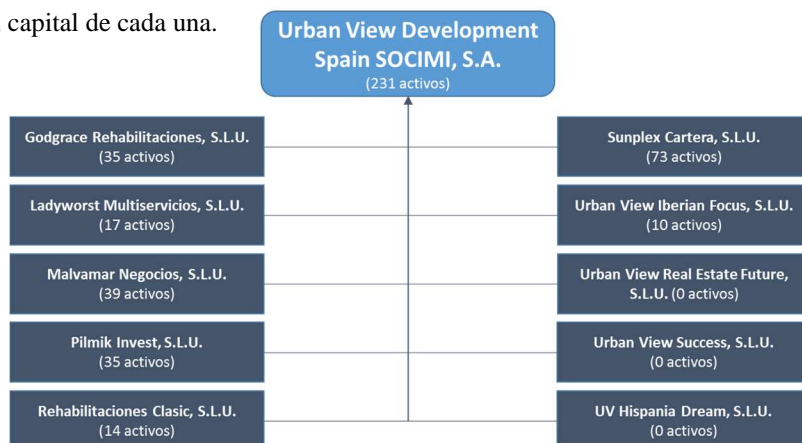 capital de cada una.
Urban View Development
Spain SOCIMI, S.A.
(231 activos)
Godgrace Rehabilitaciones, S.L.U.
(35 activos)
Ladyworst Multiservicios, S.L.U.
(17 activos)
Malvamar Negocios, S.L.U.
(39 activos)
Pilmik Invest, S.L.U.
(35 activos)
Rehabilitaciones Clasic, S.L.U.
(14 activos)
Sunplex Cartera, S.L.U.
(73 activos)
Urban View Iberian Focus, S.L.U.
(10 activos)
Urban View Real Estate Future,
S.L.U. (0 activos)
Urban View Success, S.L.U.
(0 activos)
UV Hispania Dream, S.L.U.
(0 activos)